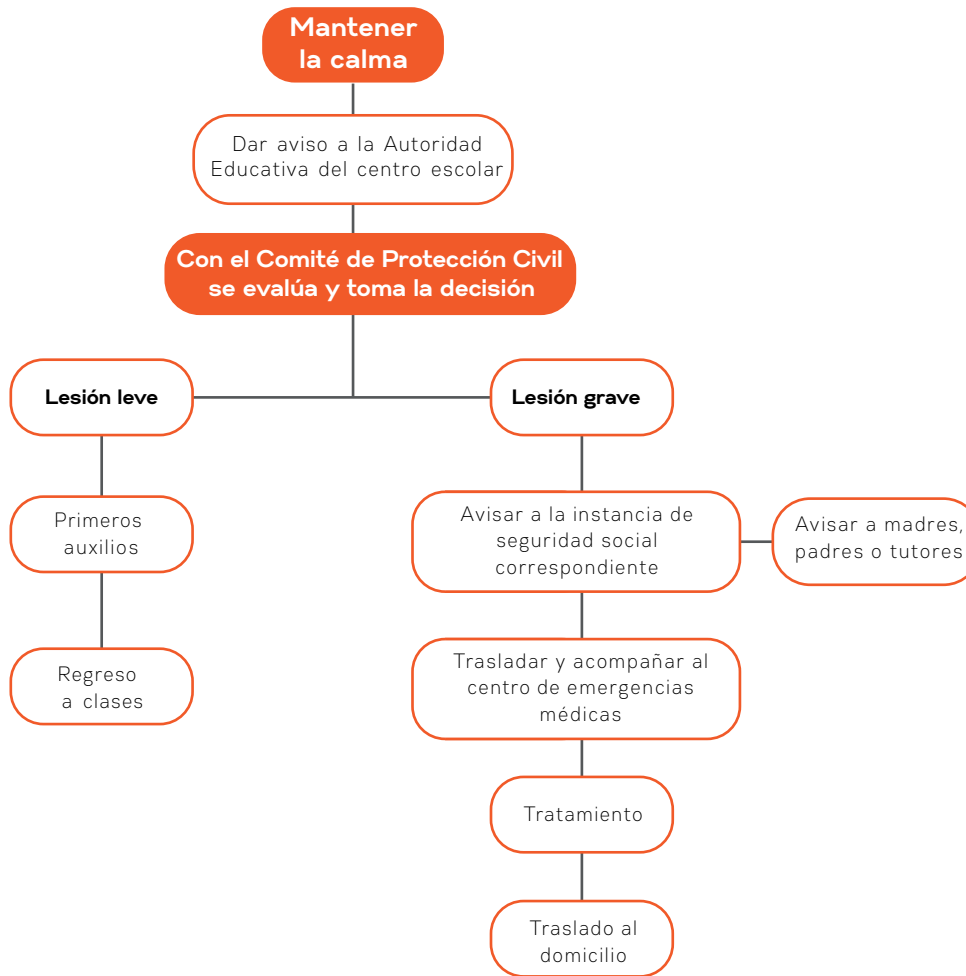 Mantener
la calma
Dar aviso a la Autoridad
Educativa del centro escolar
Con el Comité de Protección Civil
se evalúa y toma la decisión
Lesión leve
Lesión grave
Primeros
auxilios
Avisar a la instancia de
seguridad social
correspondiente
Avisar a madres,
padres o tutores
Regreso
a clases
Trasladar y acompañar al
centro de emergencias
médicas
Tratamiento
Traslado al
domicilio